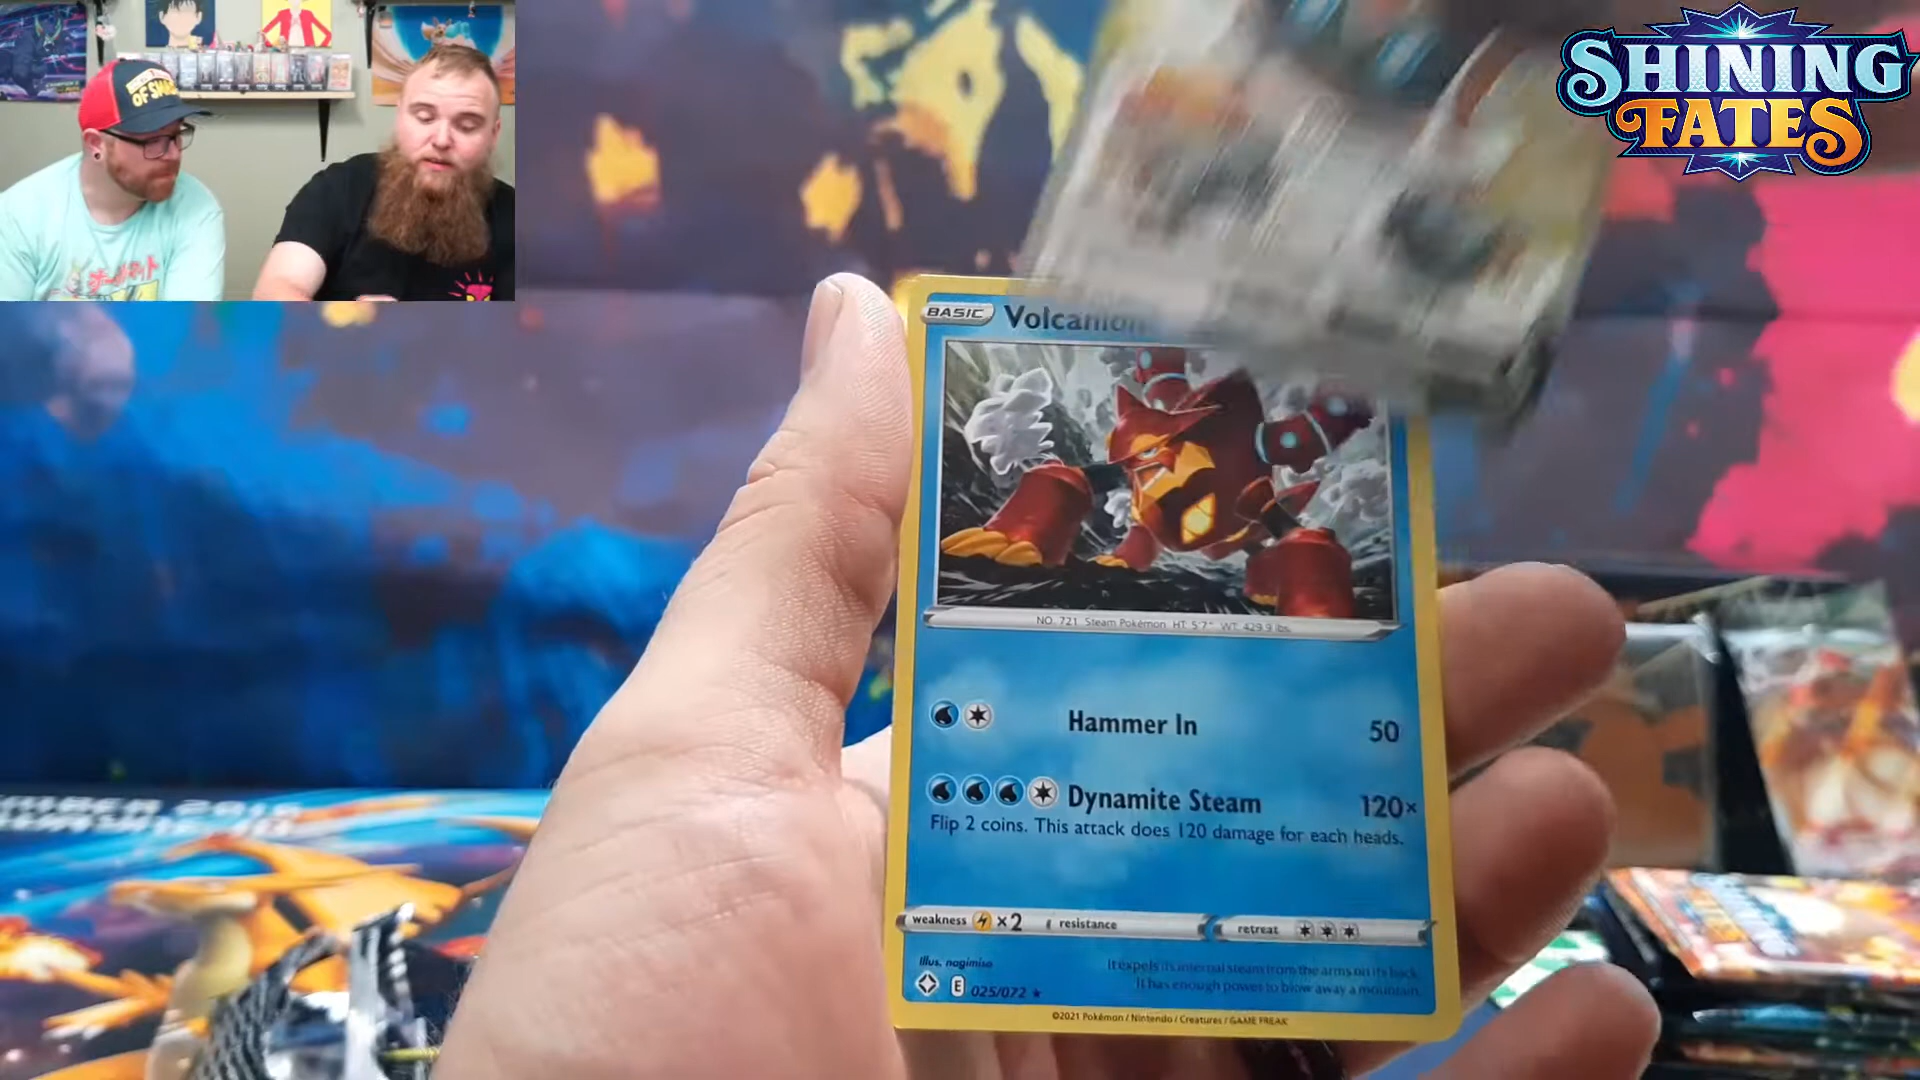 OF SMA
SHINING
FATES
BASIC Volcanion
NO. 721 Steam Pokémon HT: 5'7" WT: 429.9 lbs.
Hammer In 50
Dynamite Steam 120×
Flip 2 coins. This attack does 120 damage for each heads.
weakness ×2 resistance retreat
Illus. nagimiso
It expels its internal steam from the arms on its back.
It has enough power to blow away a mountain.
E 025/072 ★
©2021 Pokémon / Nintendo / Creatures / GAME FREAK